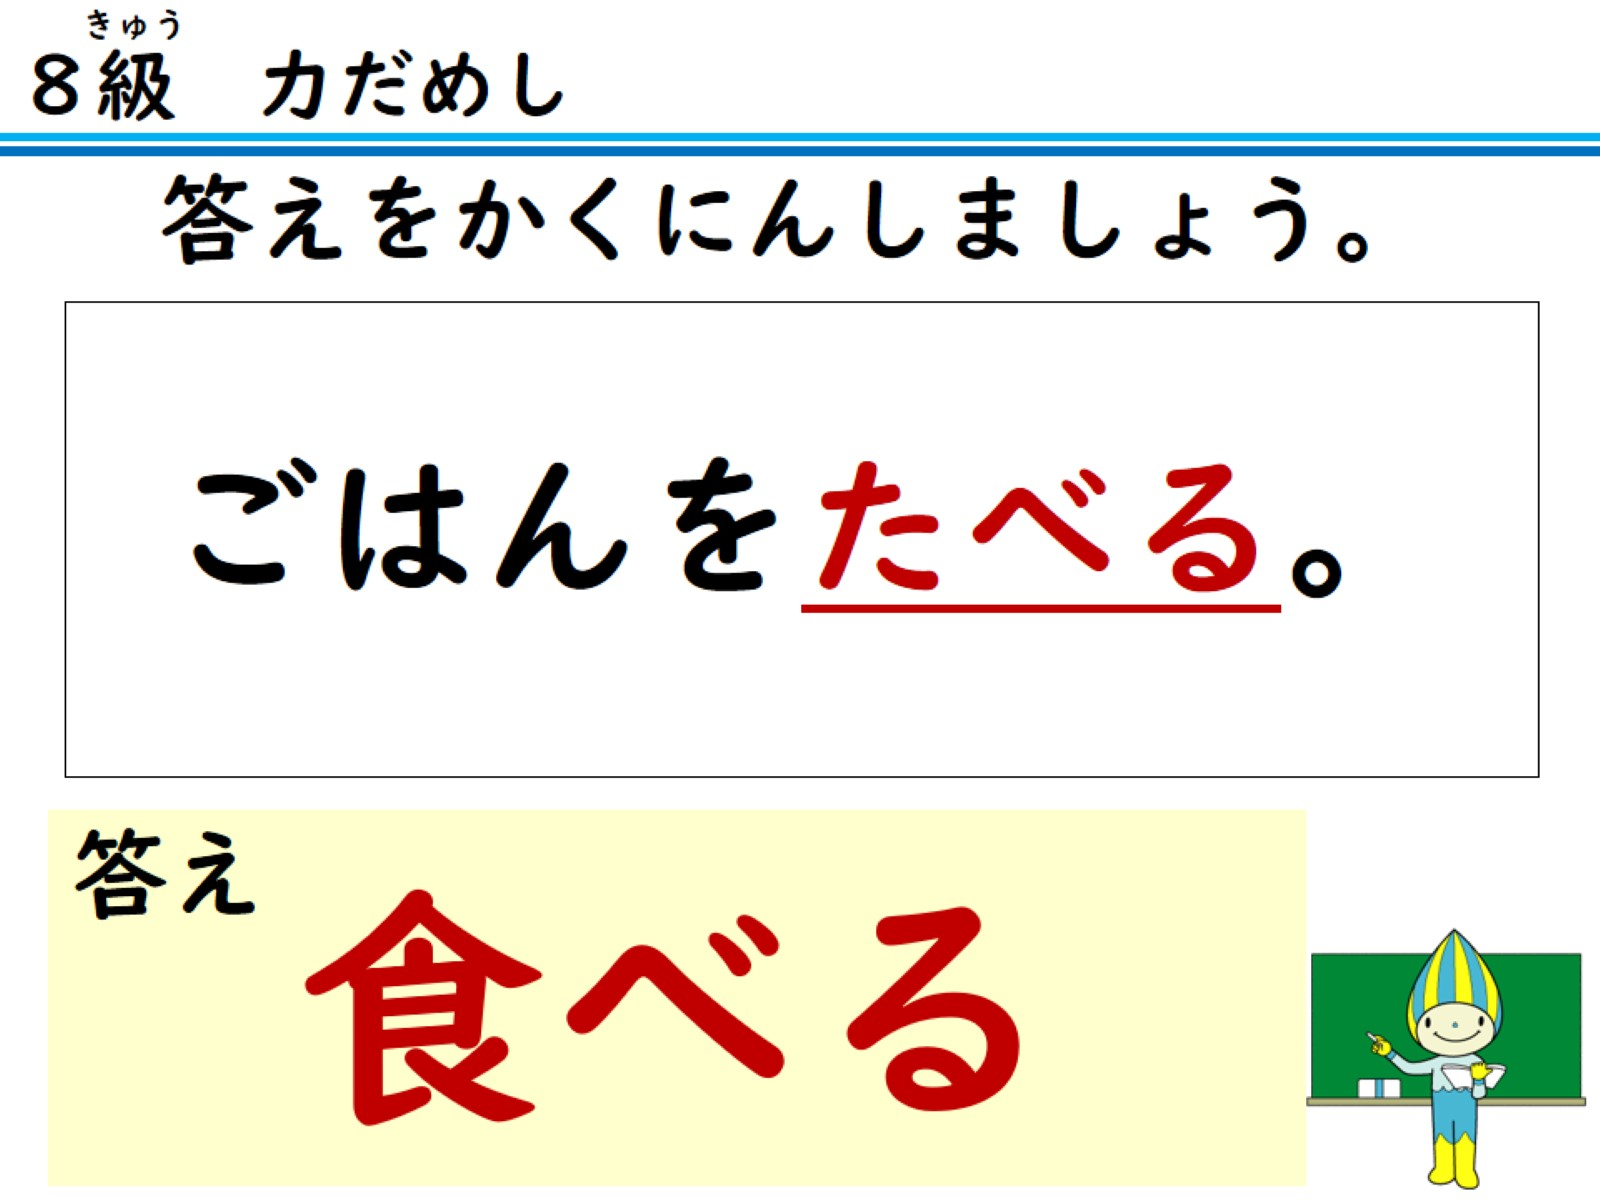 きゅう
８級　力だめし
答えをかくにんしましょう。
ごはんをたべる。
答え
食べる